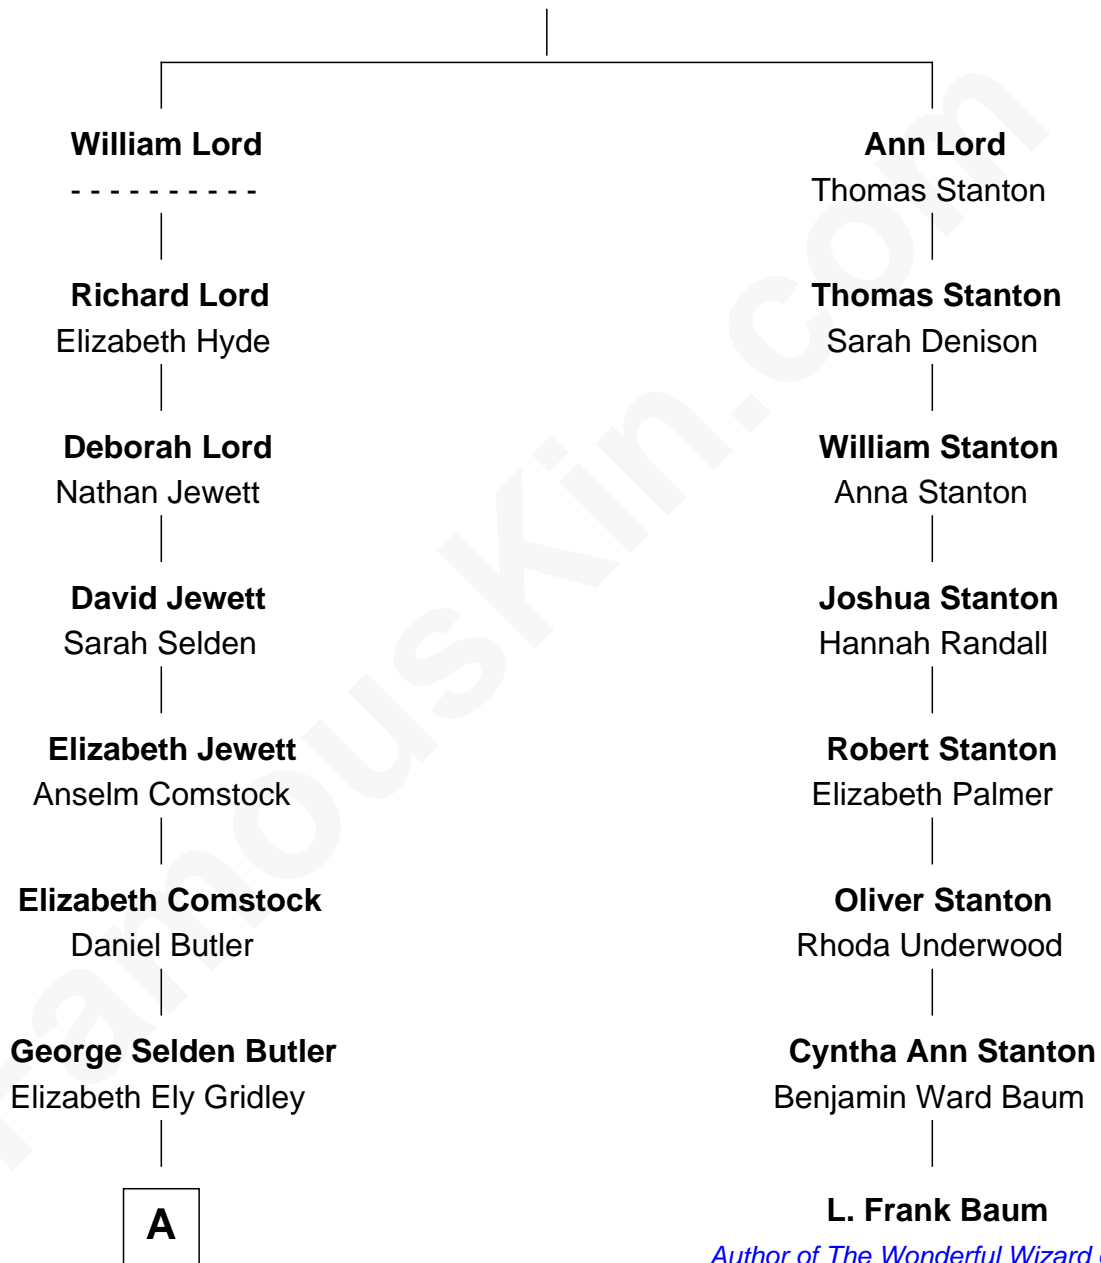 William Lord
- - - - - - - - - -
Ann Lord
Thomas Stanton
Richard Lord
Elizabeth Hyde
Thomas Stanton
Sarah Denison
Deborah Lord
Nathan Jewett
William Stanton
Anna Stanton
David Jewett
Sarah Selden
Joshua Stanton
Hannah Randall
Elizabeth Jewett
Anselm Comstock
Robert Stanton
Elizabeth Palmer
Elizabeth Comstock
Daniel Butler
Oliver Stanton
Rhoda Underwood
George Selden Butler
Elizabeth Ely Gridley
Cyntha Ann Stanton
Benjamin Ward Baum
A
L. Frank Baum
Author of The Wonderful Wizard
FamousKin.com